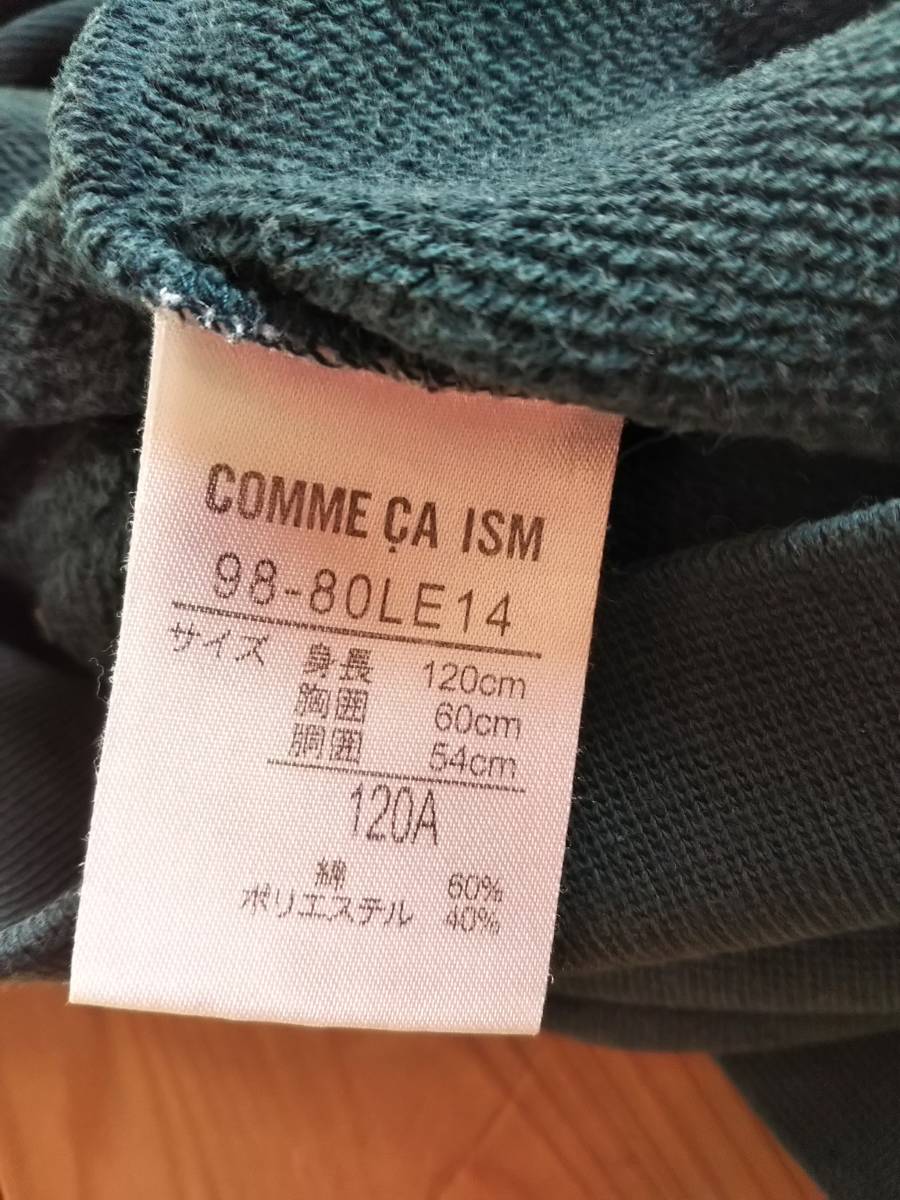 COMME ÇA ISM
98-80LE14
サイズ 身長 120cm
胸囲 60cm
胴囲 54cm
120A
綿 60%
ポリエステル 40%